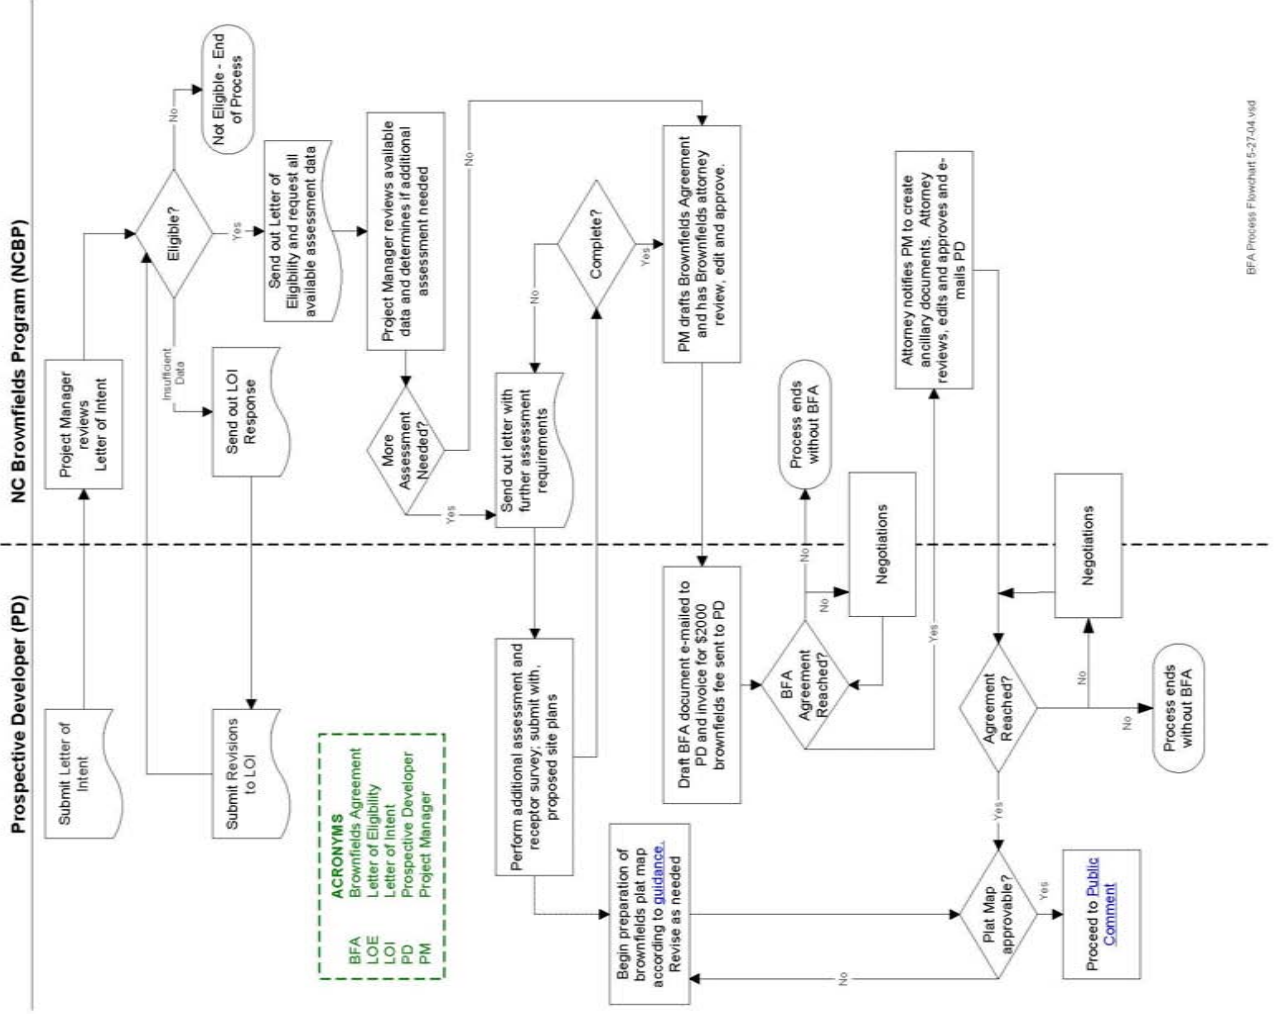 Prospective Developer (PD)
NC Brownfields Program (NCBP)
Submit Letter of
Intent
Project Manager
reviews
Letter of Intent
Eligible?
No
Not Eligible - End
of Process
Insufficient
Data
Send out LOI
Response
Submit Revisions
to LOI
Yes
Send out Letter of
Eligibility and request all
available assessment data
Project Manager reviews available
data and determines if additional
assessment needed
More
Assessment
Needed?
No
Yes
Send out letter with
further assessment
requirements
Perform additional assessment and
receptor survey; submit with,
proposed site plans
Complete?
No
Yes
PM drafts Brownfields Agreement
and has Brownfields attorney
review, edit and approve.
ACRONYMS
BFA Brownfields Agreement
LOE Letter of Eligibility
LOI Letter of Intent
PD Prospective Developer
PM Project Manager
Begin preparation of
brownfields plat map
according to guidance.
Revise as needed
Draft BFA document e-mailed to
PD and invoice for $2000
brownfields fee sent to PD
BFA
Agreement
Reached?
No
Process ends
without BFA
No
Negotiations
Yes
Attorney notifies PM to create
ancillary documents. Attorney
reviews, edits and approves and e-
mails PD
Agreement
Reached?
No
Negotiations
No
Process ends
without BFA
Yes
Plat Map
approvable?
No
Yes
Proceed to Public
Comment
BFA Process Flowchart 5-27-04.vsd